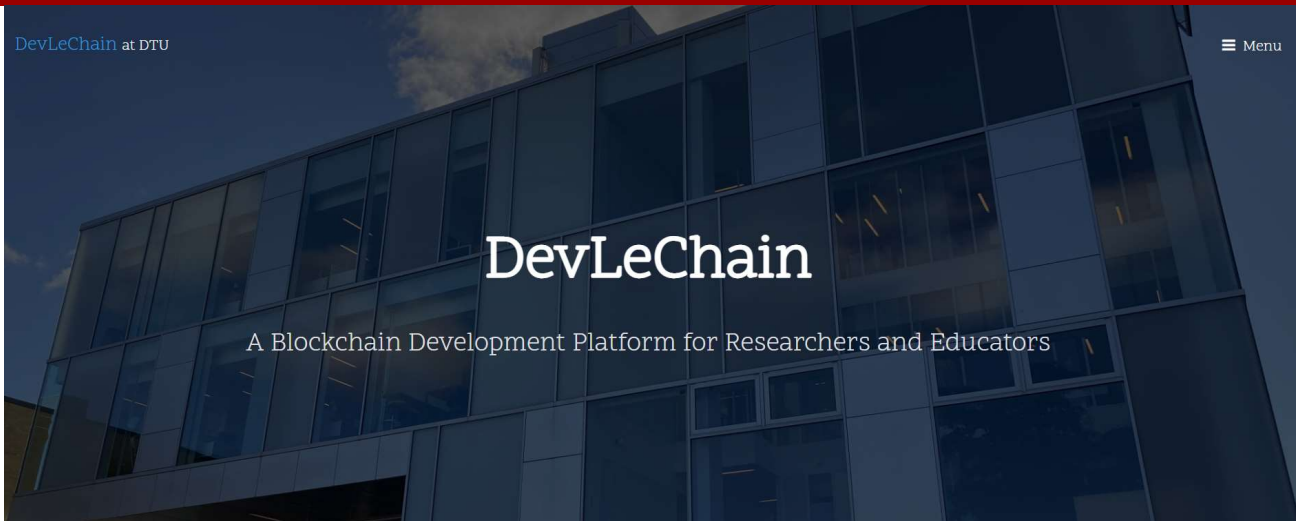 DevLeChain at DTU
Menu
DevLeChain
A Blockchain Development Platform for Researchers and Educators